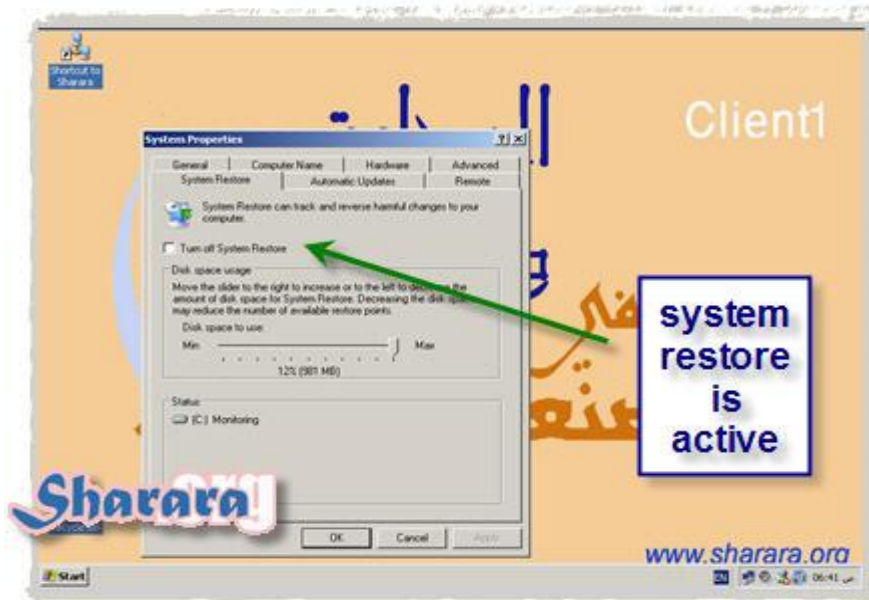 Shortcut to
Sharara
Client1
System Properties
General
Computer Name
Hardware
Advanced
System Restore
Automatic Updates
Remote
System Restore can track and reverse harmful changes to your
computer.
Turn off System Restore
Disk space usage
Move the slider to the right to increase or to the left to decrease the
amount of disk space for System Restore. Decreasing the disk space
may reduce the number of available restore points.
Disk space to use:
Min
Max
12% (981 MB)
Status
(C:) Monitoring
system
restore
is
active
Sharara
.org
OK
Cancel
Apply
www.sharara.org
Start
EN
06:41 ص